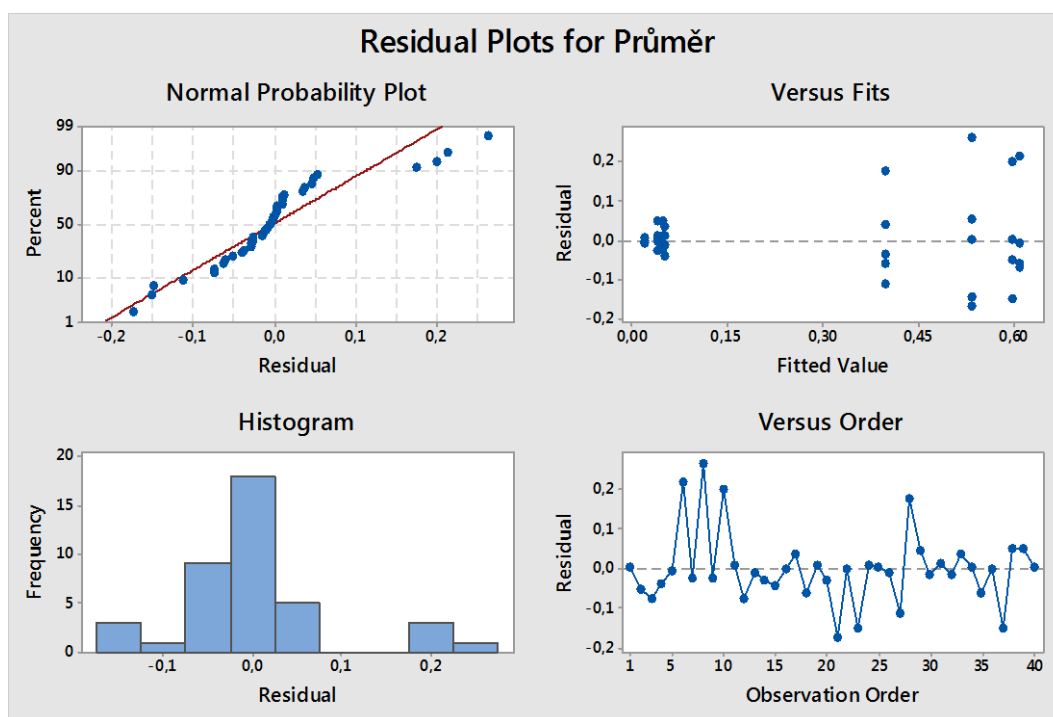 Residual Plots for Průměr
Normal Probability Plot
99
90
50
10
1
Percent
-0,2 -0,1 0,0 0,1 0,2
Residual
Versus Fits
0,2
0,1
0,0
-0,1
-0,2
Residual
0,00 0,15 0,30 0,45 0,60
Fitted Value
Histogram
20
15
10
5
0
Frequency
-0,1 0,0 0,1 0,2
Residual
Versus Order
0,2
0,1
0,0
-0,1
-0,2
Residual
1 5 10 15 20 25 30 35 40
Observation Order